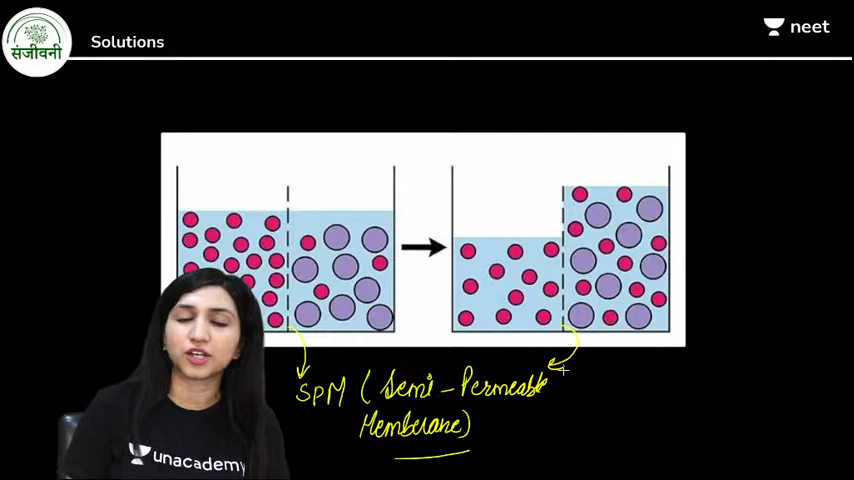 संजीवनी
Solutions
neet
SPM ( Semi - Permeable
Membrane)
unacademy